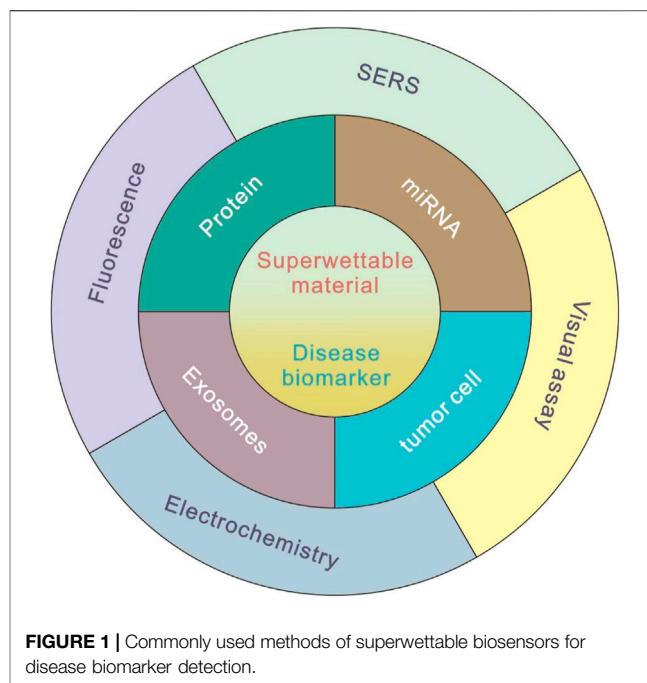 SERS
Fluorescence
Protein
miRNA
Superwettable
material
Visual assay
Disease
biomarker
Exosomes
tumor cell
Electrochemistry
FIGURE 1 | Commonly used methods of superwettable biosensors for
disease biomarker detection.